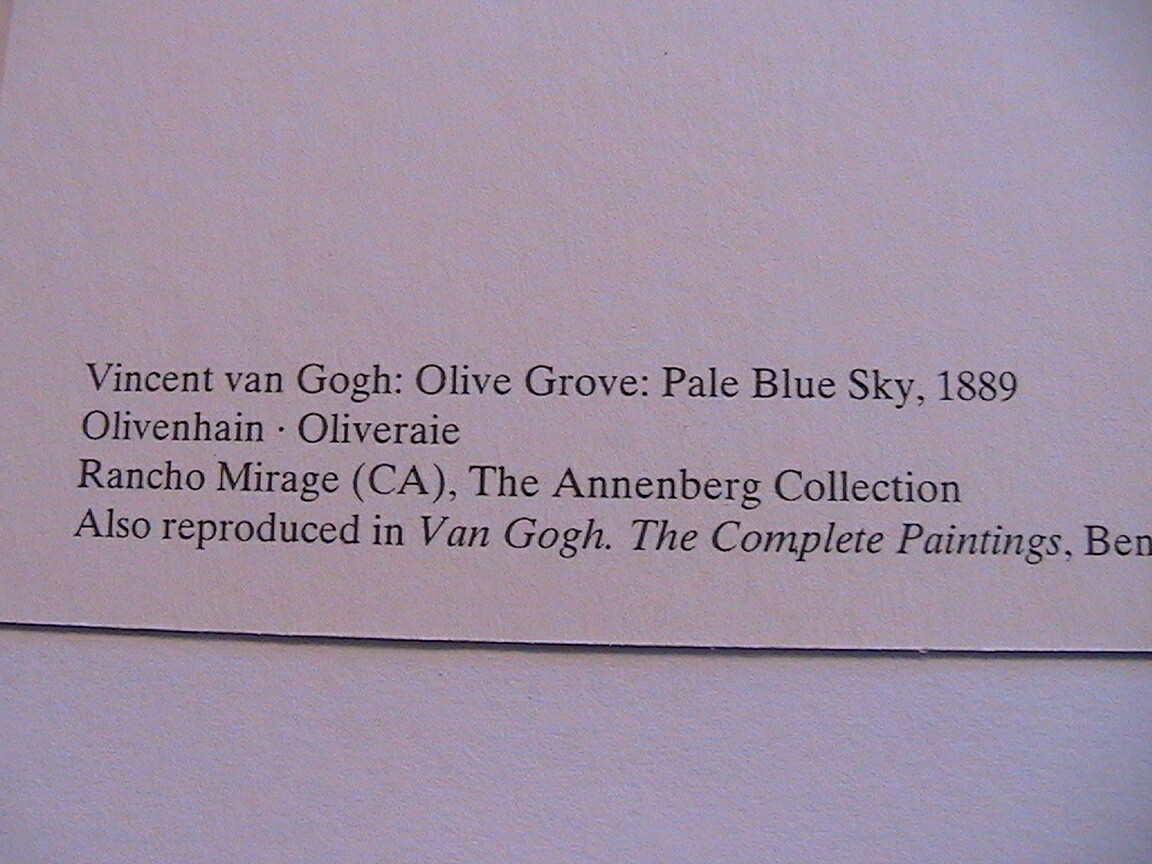 Vincent van Gogh: Olive Grove: Pale Blue Sky, 1889
Olivenhain · Oliveraie
Rancho Mirage (CA), The Annenberg Collection
Also reproduced in Van Gogh. The Complete Paintings, Ben